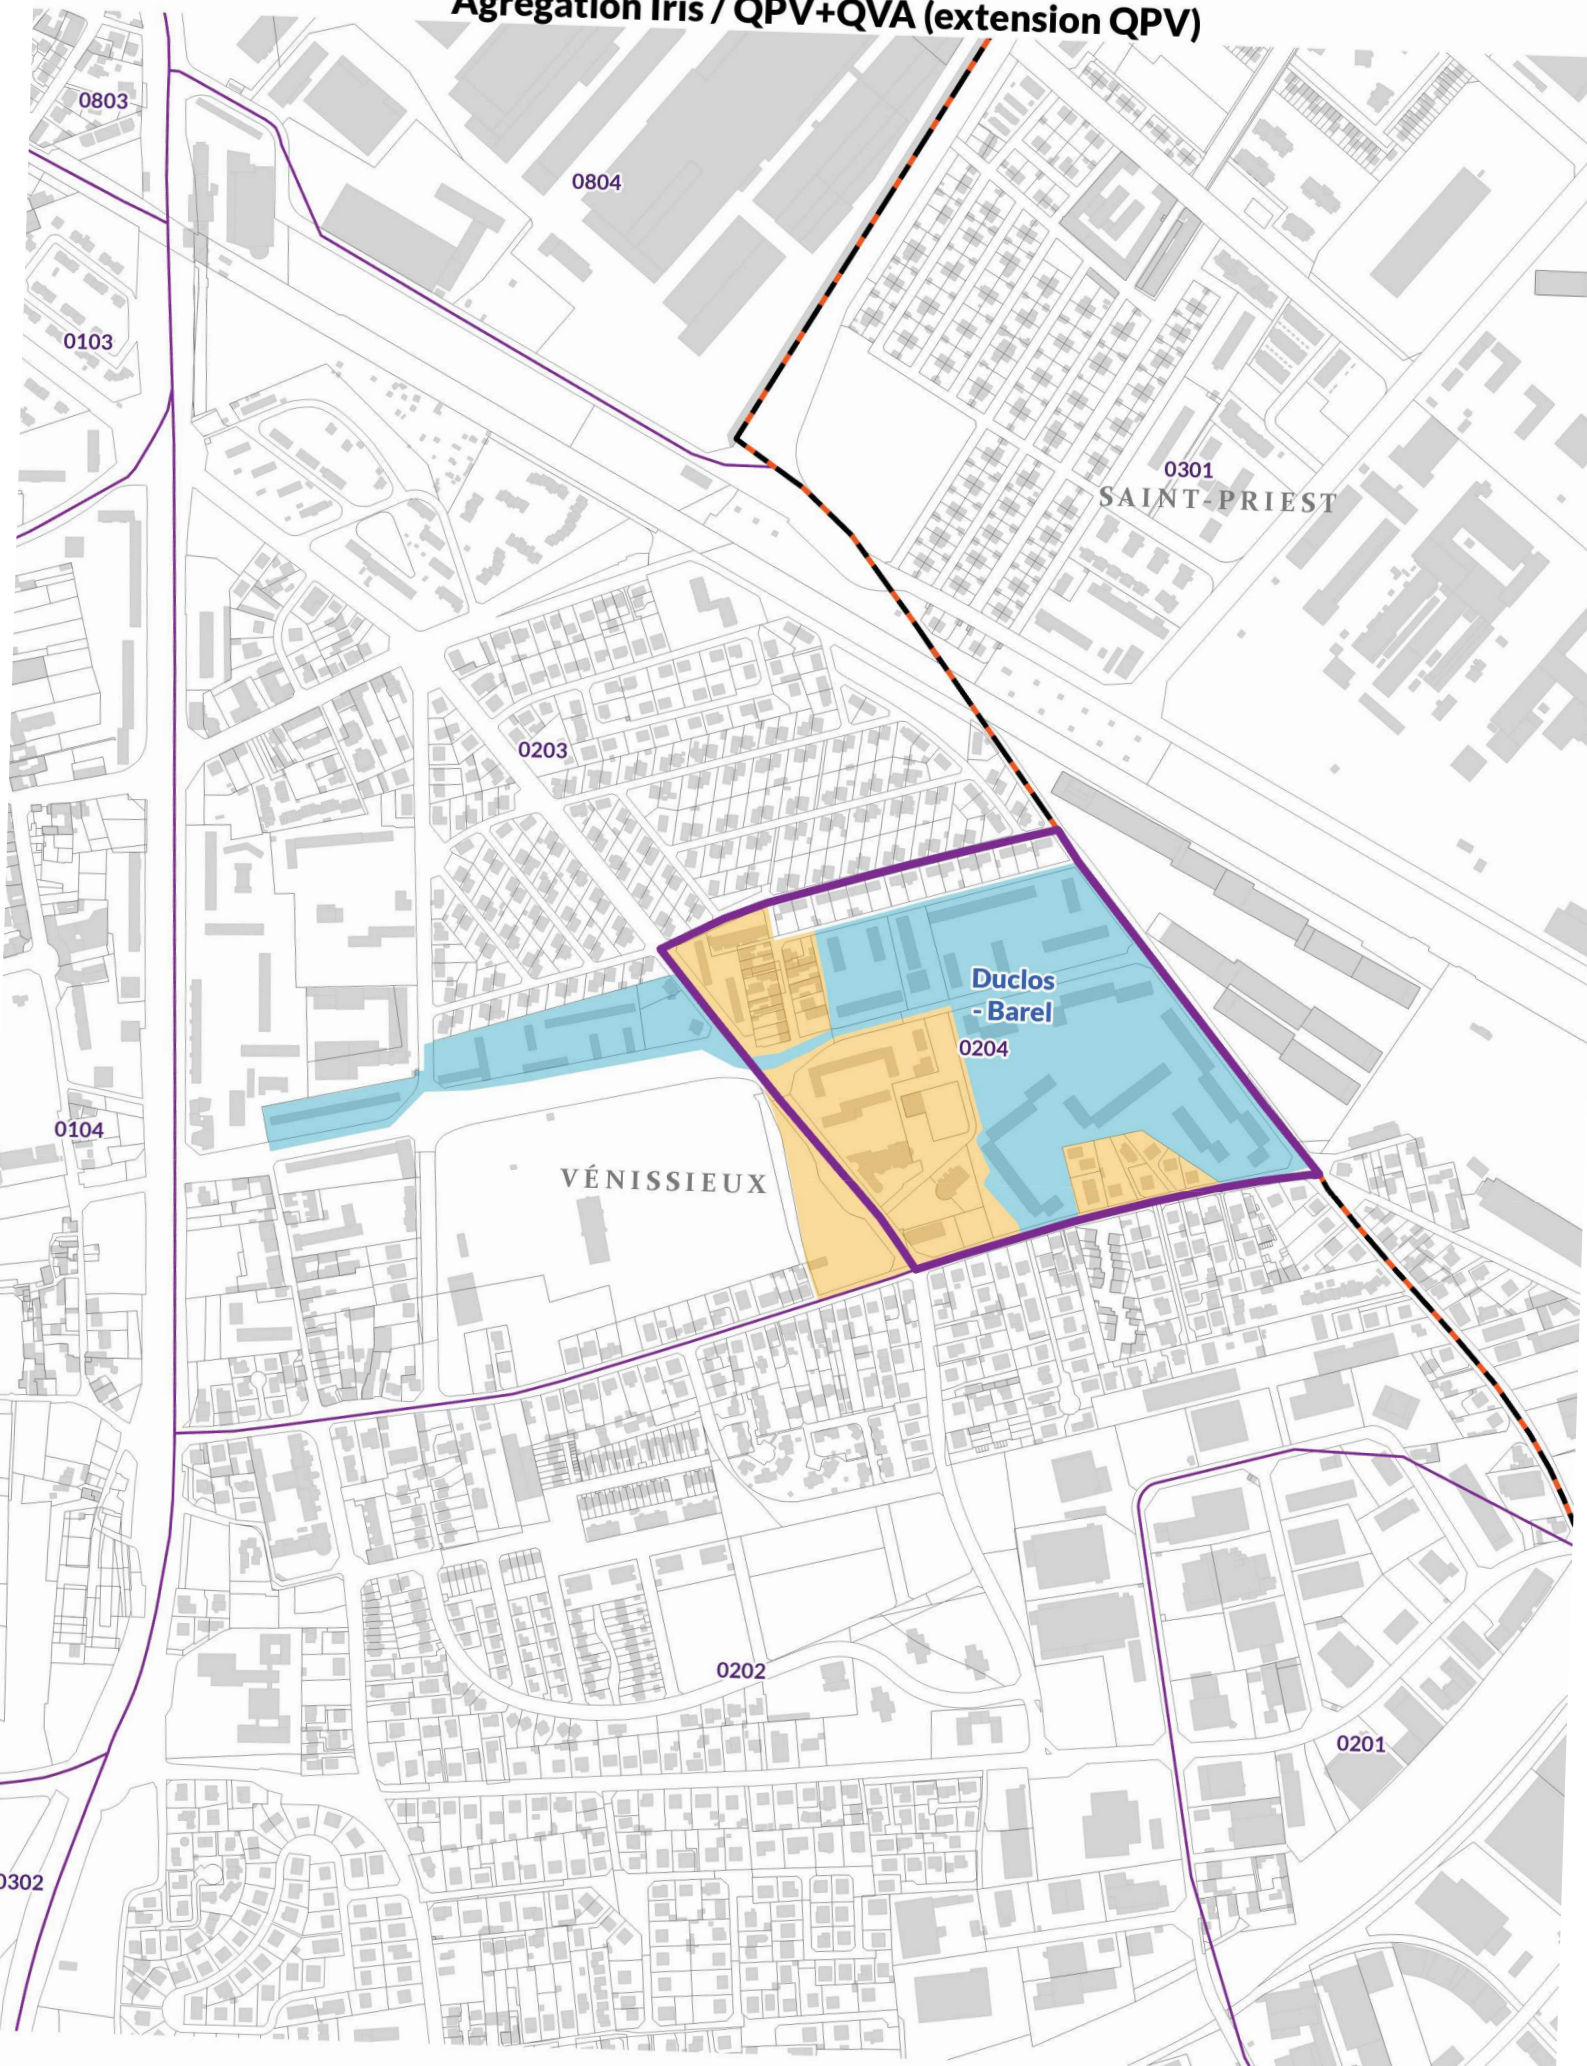 Agrégation Iris / QPV+QVA (extension QPV)
0803
0804
0103
0301
SAINT-PRIEST
0203
Duclos
- Barel
0204
0104
VÉNISSIEUX
0202
0201
0302